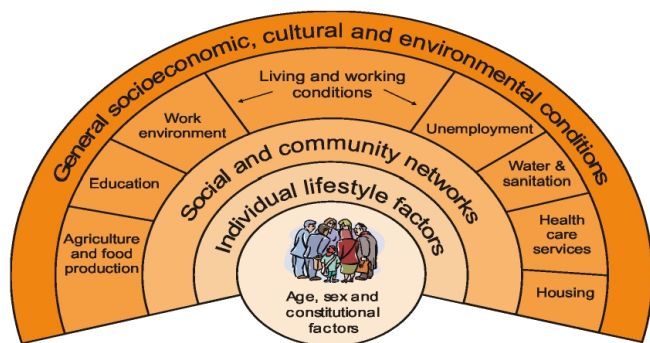 General socioeconomic, cultural and environmental conditions
Living and working
conditions
Work
environment
Unemployment
Education
Water &
sanitation
Agriculture
and food
production
Health
care
services
Housing
Social and community networks
Individual lifestyle factors
Age, sex and
constitutional
factors